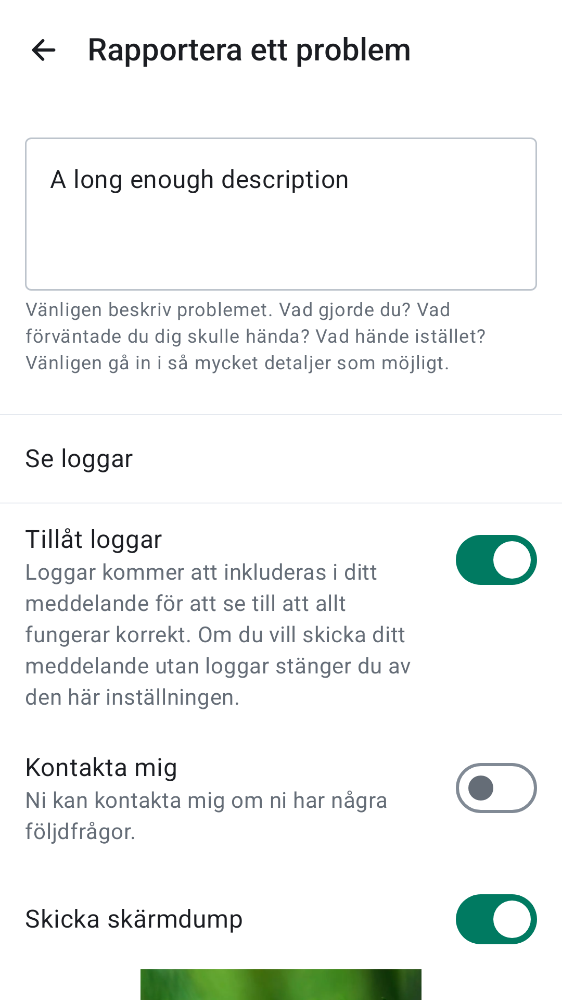 Rapportera ett problem
A long enough description
Vänligen beskriv problemet. Vad gjorde du? Vad
förväntade du dig skulle hända? Vad hände istället?
Vänligen gå in i så mycket detaljer som möjligt.
Se loggar
Tillåt loggar
Loggar kommer att inkluderas i ditt
meddelande för att se till att allt
fungerar korrekt. Om du vill skicka ditt
meddelande utan loggar stänger du av
den här inställningen.
Kontakta mig
Ni kan kontakta mig om ni har några
följdfrågor.
Skicka skärmdump